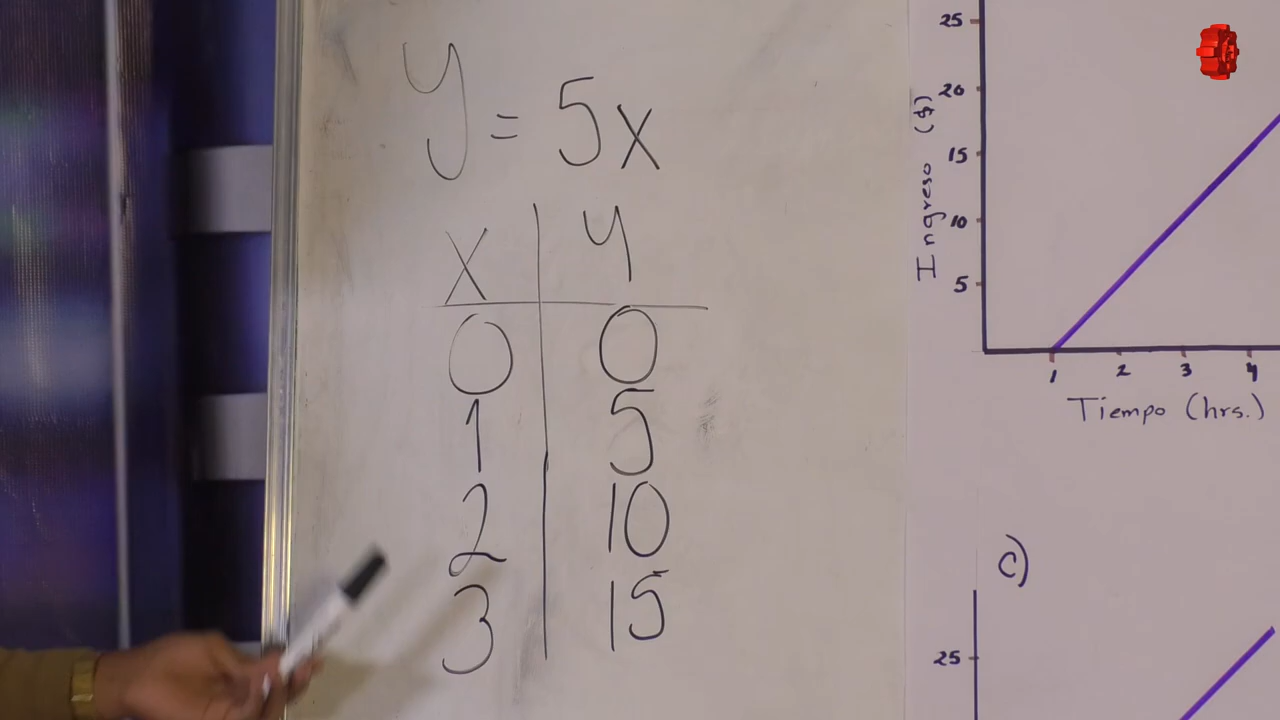 y = 5x
x y
0 0
1 5
2 10
3 15
25
20
15
10
5
Ingreso ($)
1 2 3 4
Tiempo (hrs.)
c)
25